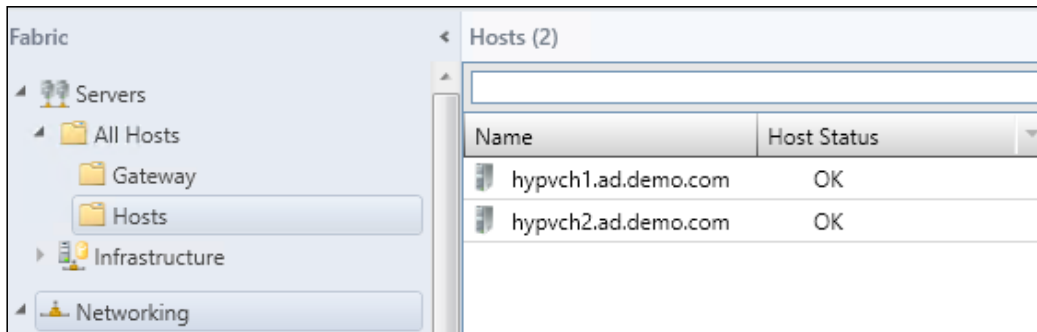 Fabric
Servers
All Hosts
Gateway
Hosts
Infrastructure
Networking
Hosts (2)
Name Host Status
hypvch1.ad.demo.com OK
hypvch2.ad.demo.com OK